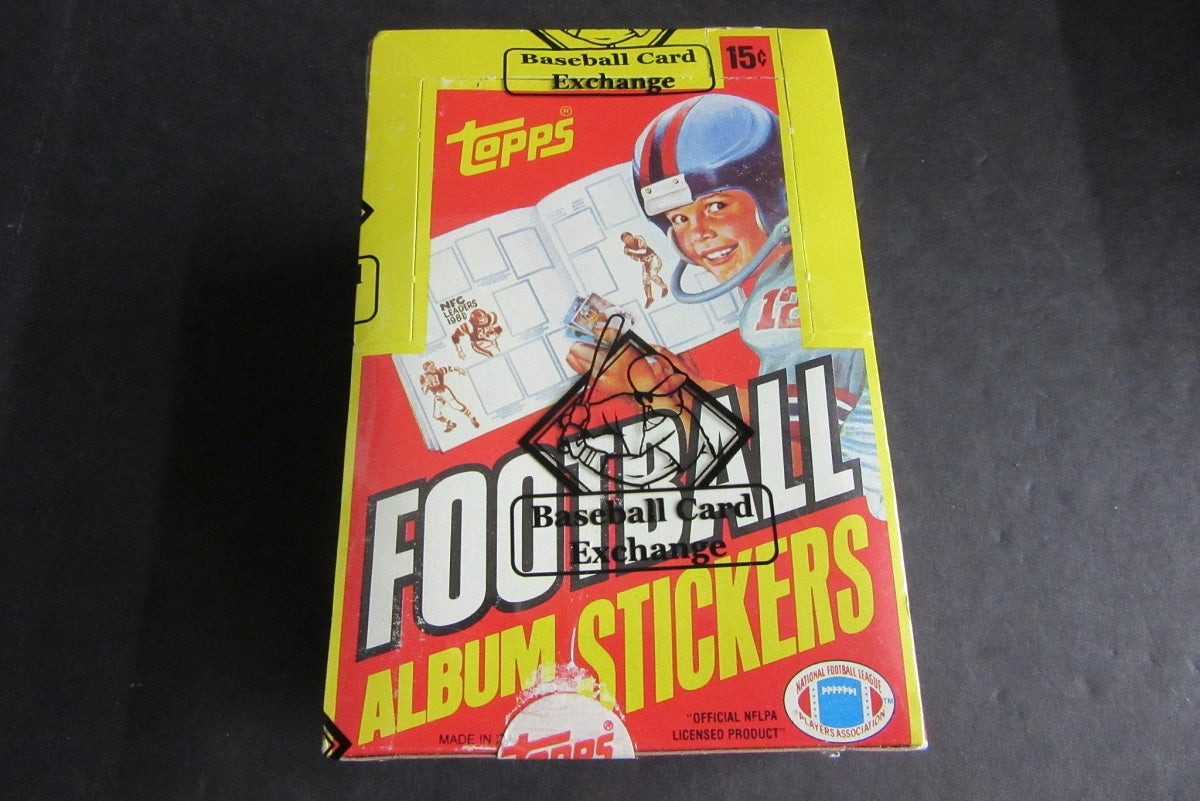 Baseball Card
Exchange
15¢
topps®
NFC
LEADERS
1980
12
FOOTBALL
Baseball Card
Exchange
ALBUM STICKERS
NATIONAL FOOTBALL LEAGUE
PLAYERS ASSOCIATION
TM
"OFFICIAL NFLPA
LICENSED PRODUCT"
MADE IN
topps®